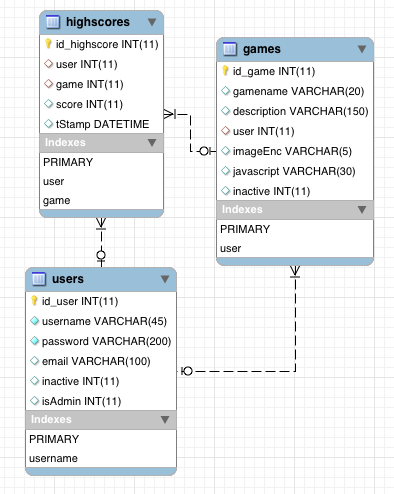 highscores
id_highscore INT(11)
user INT(11)
game INT(11)
score INT(11)
tStamp DATETIME
Indexes
PRIMARY
user
game
games
id_game INT(11)
gamename VARCHAR(20)
description VARCHAR(150)
user INT(11)
imageEnc VARCHAR(5)
javascript VARCHAR(30)
inactive INT(11)
Indexes
PRIMARY
user
users
id_user INT(11)
username VARCHAR(45)
password VARCHAR(200)
email VARCHAR(100)
inactive INT(11)
isAdmin INT(11)
Indexes
PRIMARY
username